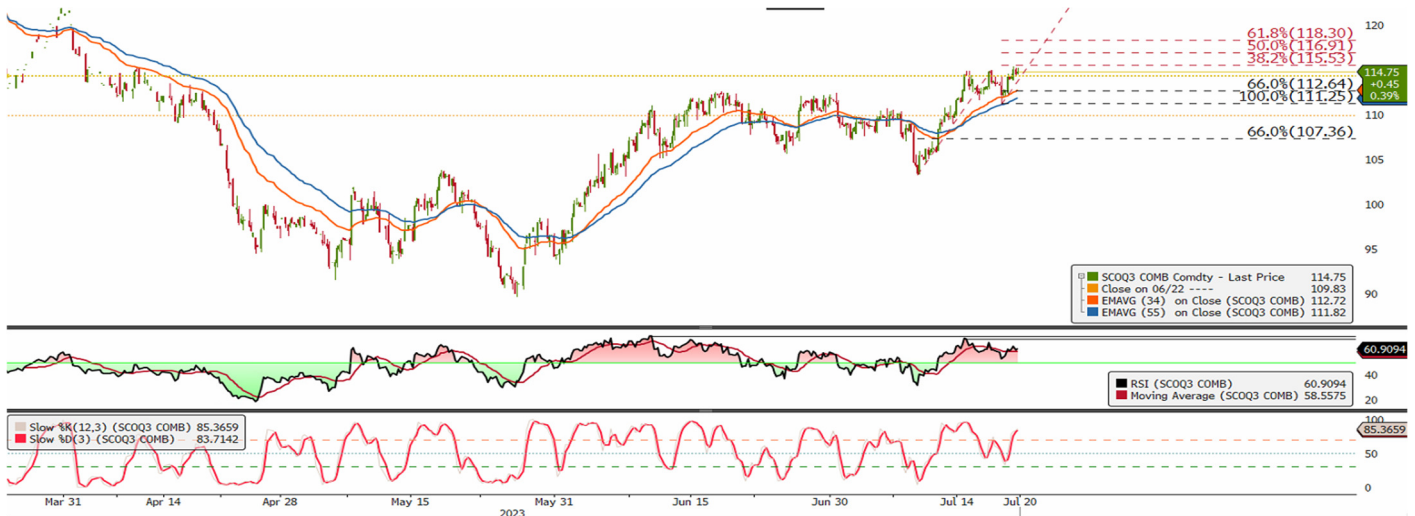 120
61.8%(118.30)
50.0%(116.91)
38.2%(115.53)
114.75
+0.45
0.39%
66.0%(112.64)
100.0%(111.25)
110
66.0%(107.36)
105
100
95
90
SCOQ3 COMB Comdty - Last Price 114.75
Close on 06/22 ---- 109.83
EMAVG (34) on Close (SCOQ3 COMB) 112.72
EMAVG (55) on Close (SCOQ3 COMB) 111.82
60.9094
40
20
RSI (SCOQ3 COMB) 60.9094
Moving Average (SCOQ3 COMB) 58.5575
Slow %K(12,3) (SCOQ3 COMB) 85.3659
Slow %D(3) (SCOQ3 COMB) 83.7142
100
85.3659
50
0
Mar 31 Apr 14 Apr 28 May 15 May 31 Jun 15 Jun 30 Jul 14 Jul 20
2023